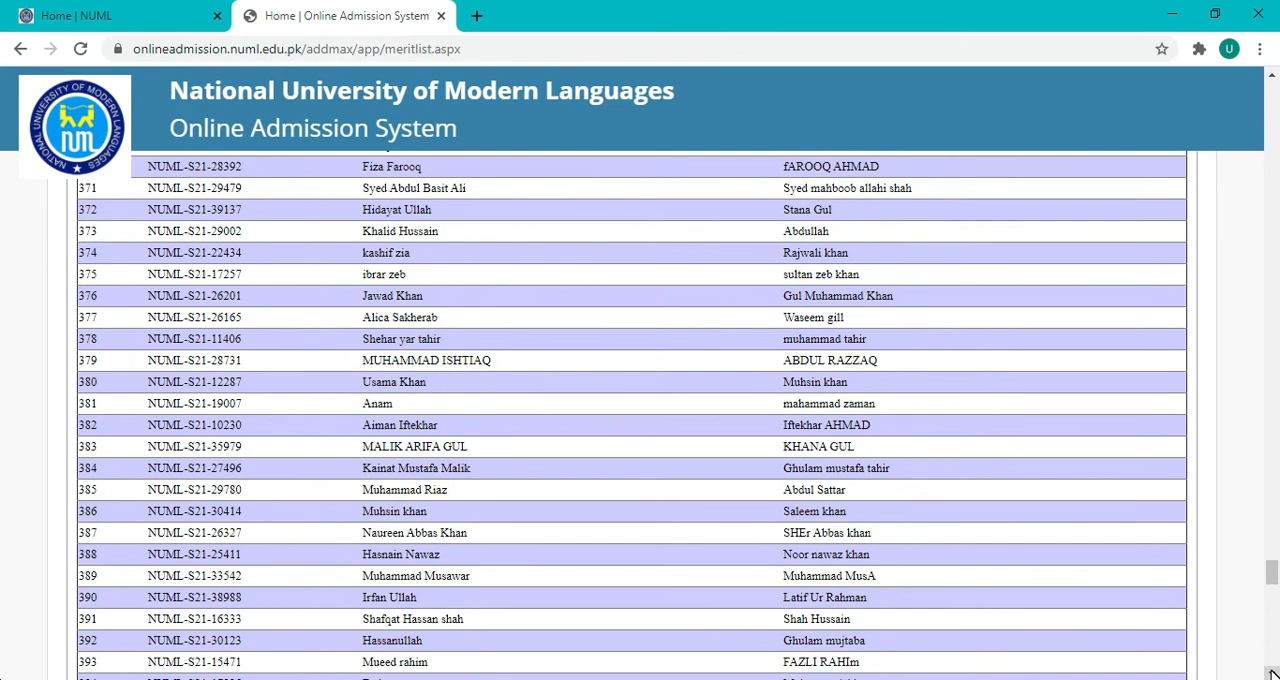 Home | NUML
Home | Online Admission System
onlineadmission.numl.edu.pk/addmax/app/meritlist.aspx
U
National University of Modern Languages
Online Admission System
UNIVERSITY OF MODERN LANGUAGES
NUML
NUML-S21-28392 Fiza Farooq fAROOQ AHMAD
371 NUML-S21-29479 Syed Abdul Basit Ali Syed mahboob allahi shah
372 NUML-S21-39137 Hidayat Ullah Stana Gul
373 NUML-S21-29002 Khalid Hussain Abdullah
374 NUML-S21-22434 kashif zia Rajwali khan
375 NUML-S21-17257 ibrar zeb sultan zeb khan
376 NUML-S21-26201 Jawad Khan Gul Muhammad Khan
377 NUML-S21-26165 Alica Sakherab Waseem gill
378 NUML-S21-11406 Shehar yar tahir muhammad tahir
379 NUML-S21-28731 MUHAMMAD ISHTIAQ ABDUL RAZZAQ
380 NUML-S21-12287 Usama Khan Muhsin khan
381 NUML-S21-19007 Anam mahammad zaman
382 NUML-S21-10230 Aiman Iftekhar Iftekhar AHMAD
383 NUML-S21-35979 MALIK ARIFA GUL KHANA GUL
384 NUML-S21-27496 Kainat Mustafa Malik Ghulam mustafa tahir
385 NUML-S21-29780 Muhammad Riaz Abdul Sattar
386 NUML-S21-30414 Muhsin khan Saleem khan
387 NUML-S21-26327 Naureen Abbas Khan SHEr Abbas khan
388 NUML-S21-25411 Hasnain Nawaz Noor nawaz khan
389 NUML-S21-33542 Muhammad Musawar Muhammad MusA
390 NUML-S21-38988 Irfan Ullah Latif Ur Rahman
391 NUML-S21-16333 Shafqat Hassan shah Shah Hussain
392 NUML-S21-30123 Hassanullah Ghulam mujtaba
393 NUML-S21-15471 Mueed rahim FAZLI RAHIm